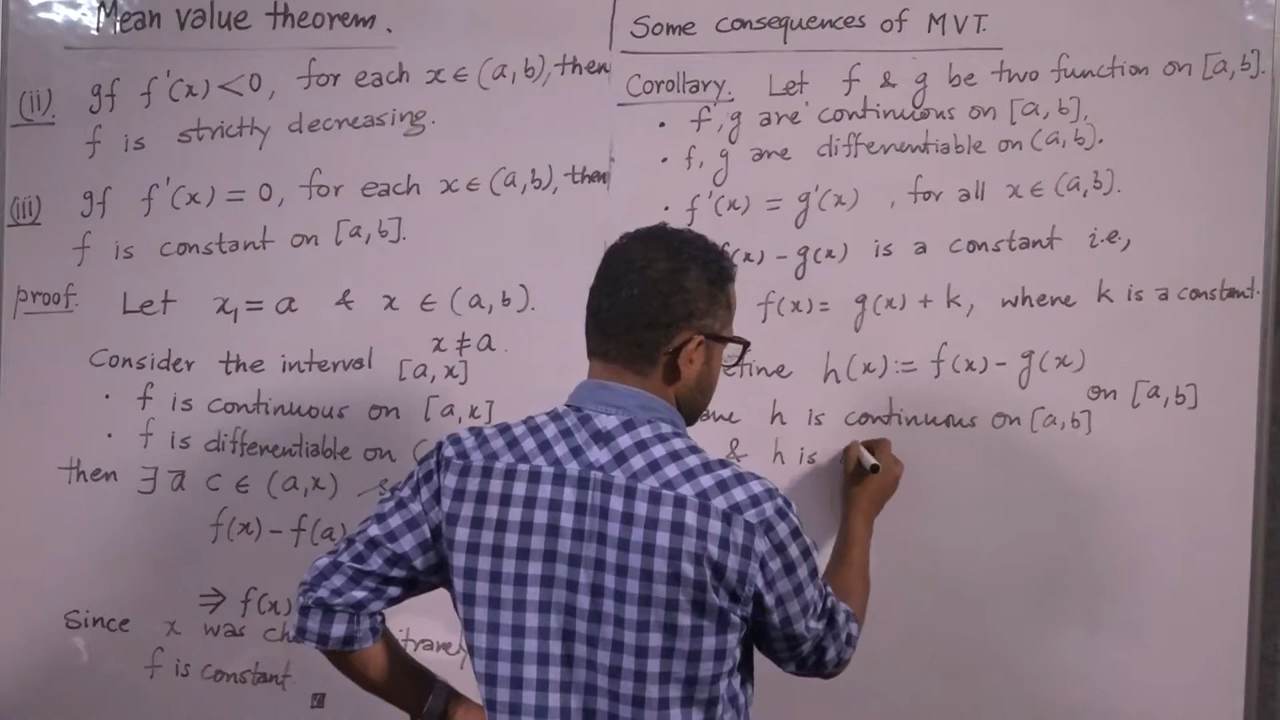 Mean value theorem.
(ii). If f'(x) < 0, for each x ∈ (a, b), then
f is strictly decreasing.
(iii) If f'(x) = 0, for each x ∈ (a, b), then
f is constant on [a, b].
proof. Let x₁ = a & x ∈ (a, b).
x ≠ a.
Consider the interval [a, x]
· f is continuous on [a, x]
· f is differentiable on (
then ∃ a c ∈ (a, x)
f(x) - f(a)
⇒ f(x)
Since x was
f is constant
Some consequences of MVT.
Corollary. Let f & g be two function on [a, b].
· f, g are continuous on [a, b],
· f, g are differentiable on (a, b).
· f'(x) = g'(x), for all x ∈ (a, b).
f(x) - g(x) is a constant i.e.,
f(x) = g(x) + k, where k is a constant.
h(x) := f(x) - g(x)
on [a, b]
h is continuous on [a, b]
& h is